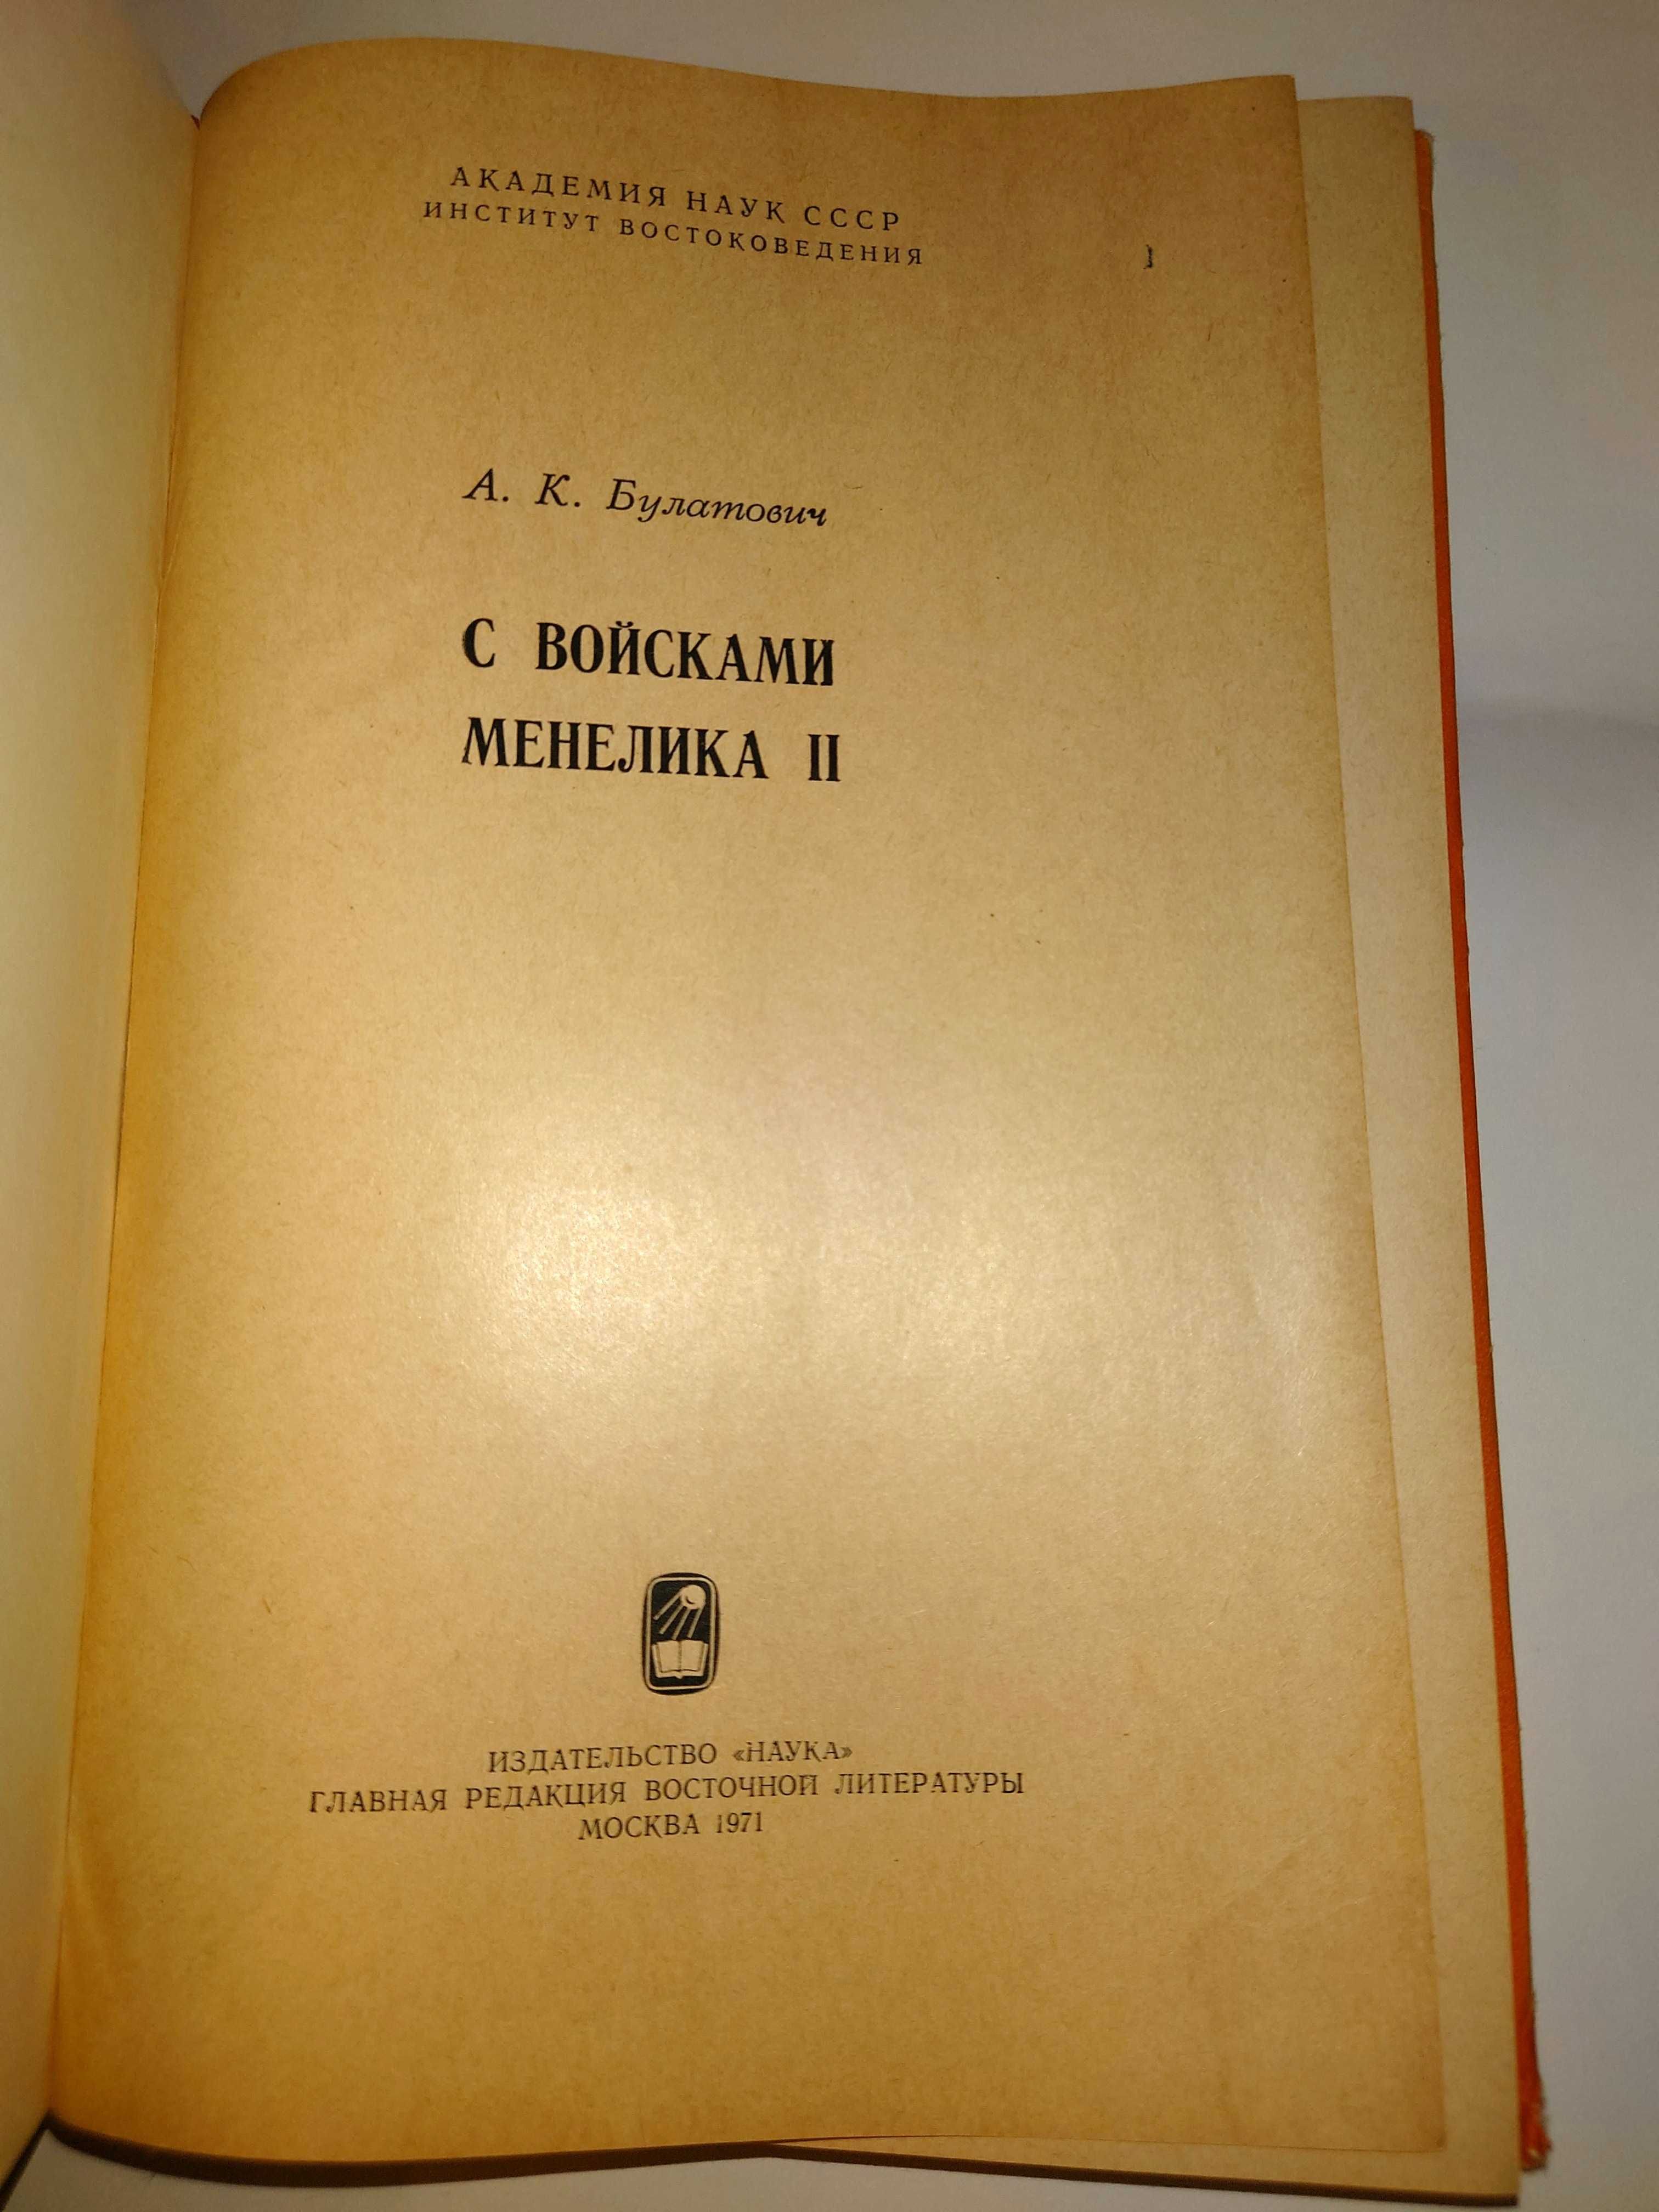 АКАДЕМИЯ НАУК СССР
ИНСТИТУТ ВОСТОКОВЕДЕНИЯ
А. К. Булатович
С ВОЙСКАМИ
МЕНЕЛИКА II
ИЗДАТЕЛЬСТВО «НАУКА»
ГЛАВНАЯ РЕДАКЦИЯ ВОСТОЧНОЙ ЛИТЕРАТУРЫ
МОСКВА 1971